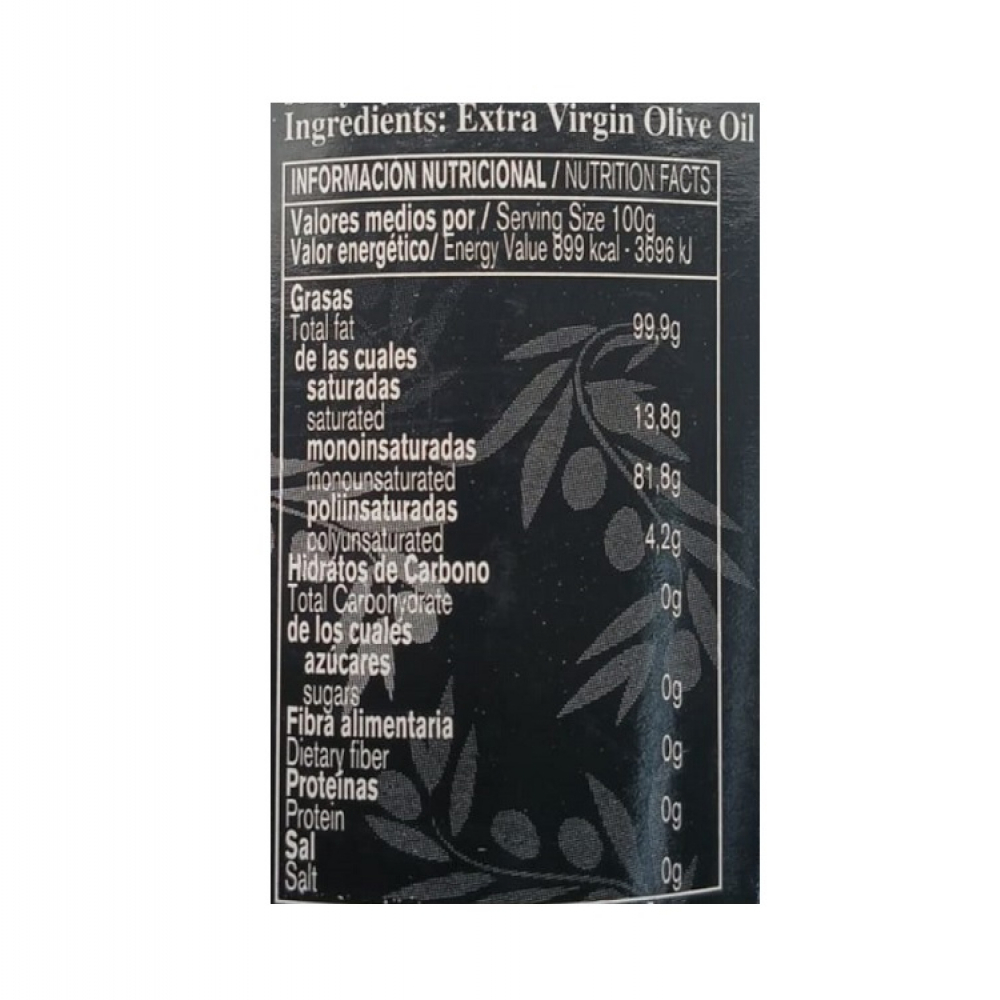 Ingredients: Extra Virgin Olive Oil
INFORMACIÓN NUTRICIONAL / NUTRITION FACTS
Valores medios por / Serving Size 100g
Valor energético/ Energy Value 899 kcal - 3696 kJ
Grasas
Total fat 99,9g
de las cuales
saturadas
saturated 13,8g
monoinsaturadas
monounsaturated 81,8g
poliinsaturadas
polyunsaturated 4,2g
Hidratos de Carbono
Total Carbohydrate 0g
de los cuales
azúcares
sugars 0g
Fibra alimentaria
Dietary fiber 0g
Proteínas
Protein 0g
Sal
Salt 0g